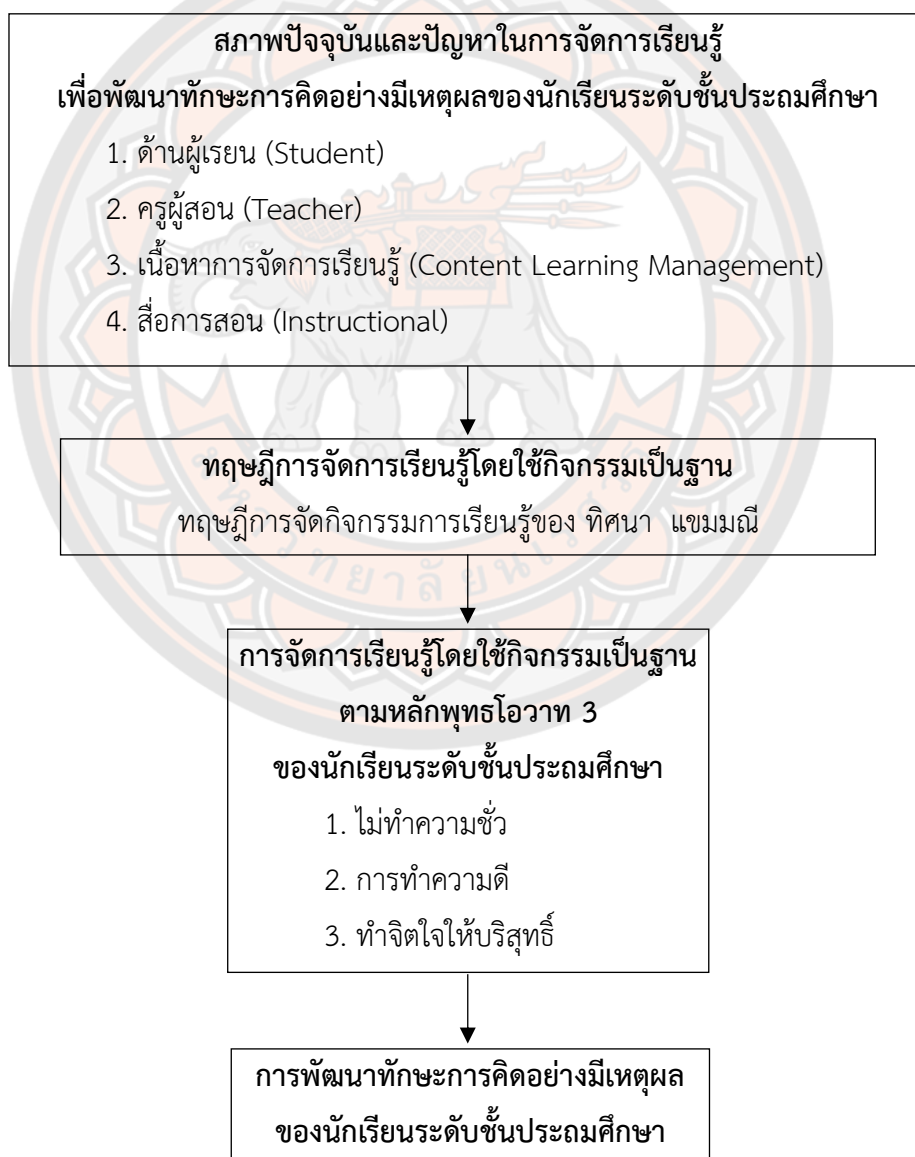 สภาพปัจจุบันและปัญหาในการจัดการเรียนรู้
เพื่อพัฒนาทักษะการคิดอย่างมีเหตุผลของนักเรียนระดับชั้นประถมศึกษา
1. ด้านผู้เรยน (Student)
2. ครูผู้สอน (Teacher)
3. เนื้อหาการจัดการเรียนรู้ (Content Learning Management)
4. สื่อการสอน (Instructional)
ทฤษฎีการจัดการเรียนรู้โดยใช้กิจกรรมเป็นฐาน
ทฤษฎีการจัดกิจกรรมการเรียนรู้ของ ทิศนา แขมมณี
การจัดการเรียนรู้โดยใช้กิจกรรมเป็นฐาน
ตามหลักพุทธโอวาท 3
ของนักเรียนระดับชั้นประถมศึกษา
1. ไม่ทำความชั่ว
2. การทำความดี
3. ทำจิตใจให้บริสุทธิ์
การพัฒนาทักษะการคิดอย่างมีเหตุผล
ของนักเรียนระดับชั้นประถมศึกษา